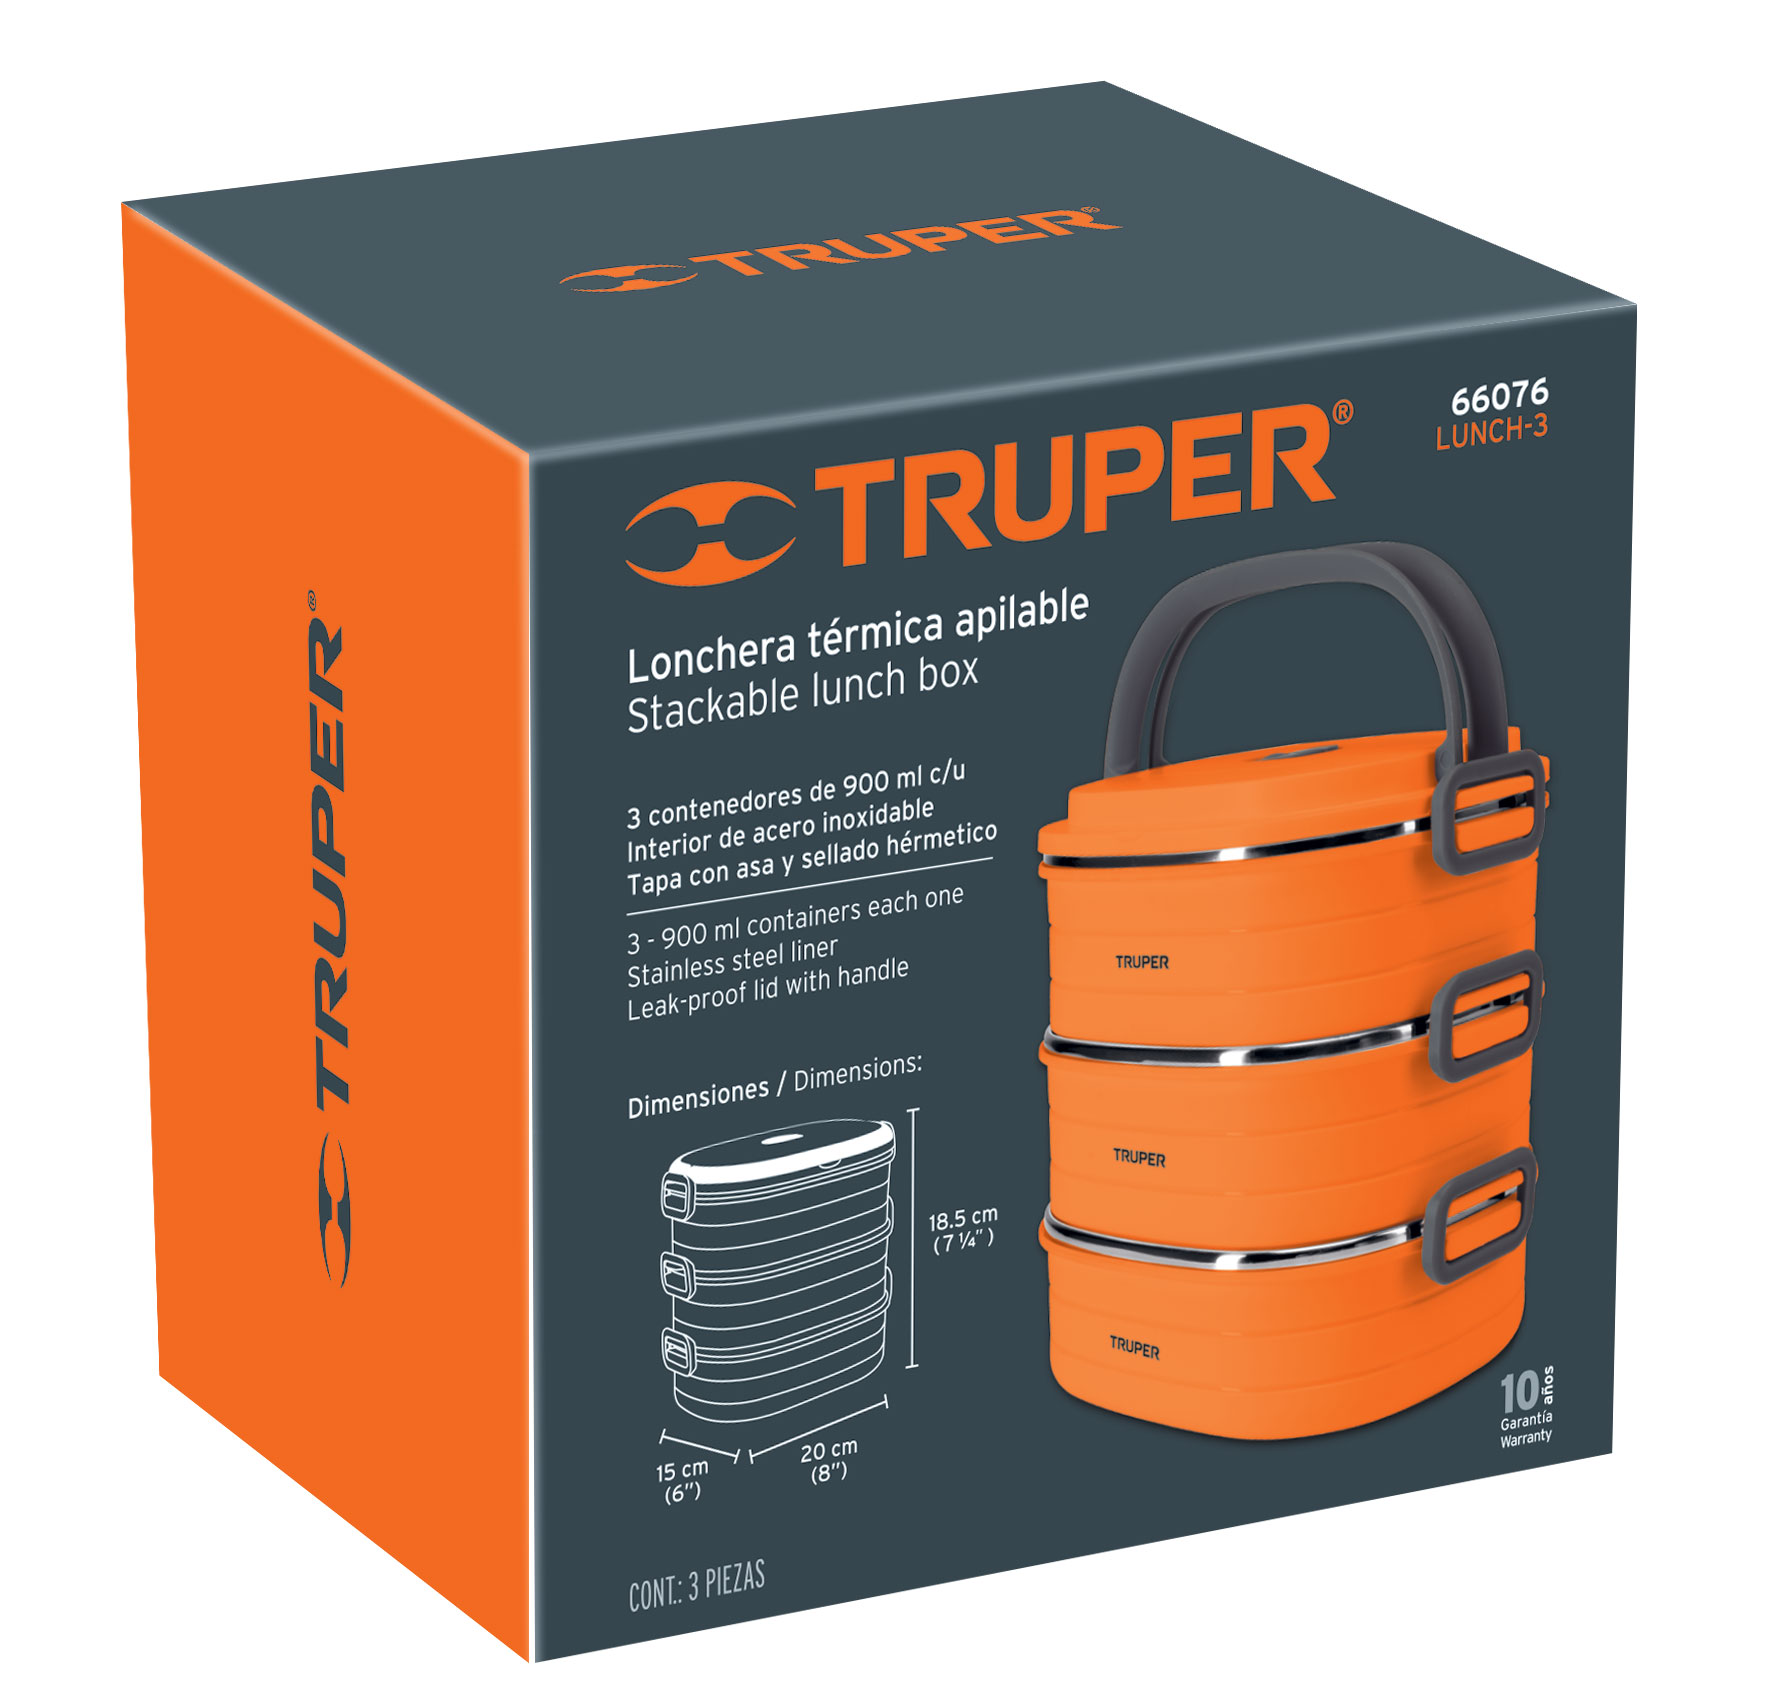 TRUPER®
TRUPER®
66076
LUNCH-3
TRUPER®
Lonchera térmica apilable
Stackable lunch box
3 contenedores de 900 ml c/u
Interior de acero inoxidable
Tapa con asa y sellado hérmetico
3 - 900 ml containers each one
Stainless steel liner
Leak-proof lid with handle
Dimensiones / Dimensions:
18.5 cm
(7 ¼")
20 cm
(8")
15 cm
(6")
TRUPER
TRUPER
TRUPER
10 años
Garantía
Warranty
CONT.: 3 PIEZAS